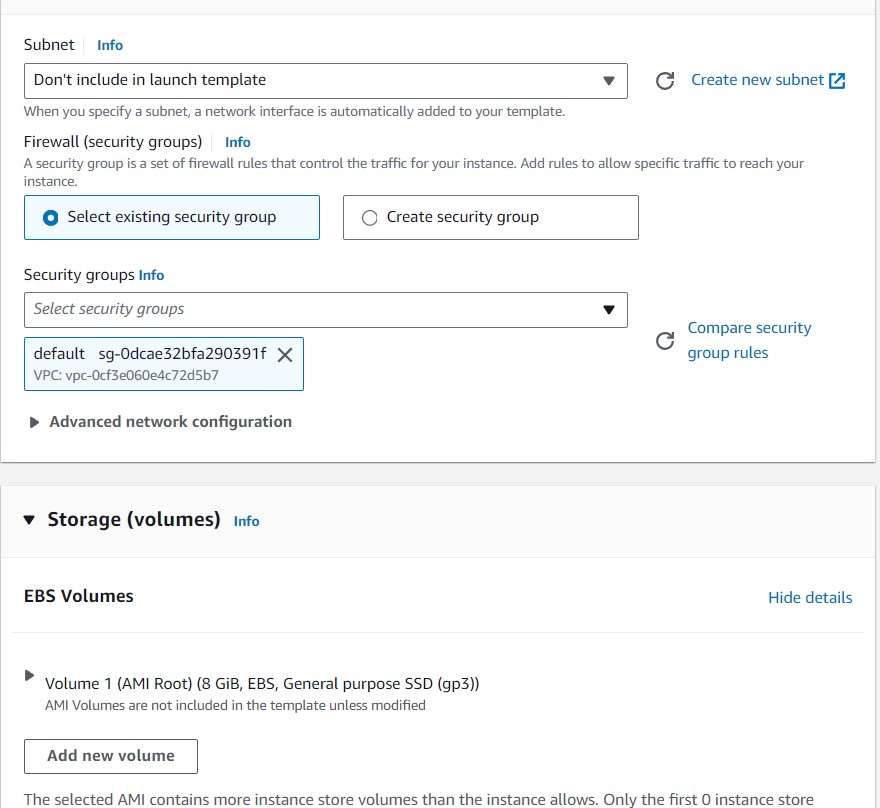 Subnet Info
Don't include in launch template
Create new subnet
When you specify a subnet, a network interface is automatically added to your template.
Firewall (security groups) Info
A security group is a set of firewall rules that control the traffic for your instance. Add rules to allow specific traffic to reach your
instance.
Select existing security group
Create security group
Security groups Info
Select security groups
Compare security
group rules
default sg-0dcae32bfa290391f
VPC: vpc-0cf3e060e4c72d5b7
Advanced network configuration
Storage (volumes) Info
EBS Volumes
Hide details
Volume 1 (AMI Root) (8 GiB, EBS, General purpose SSD (gp3))
AMI Volumes are not included in the template unless modified
Add new volume
The selected AMI contains more instance store volumes than the instance allows. Only the first 0 instance store